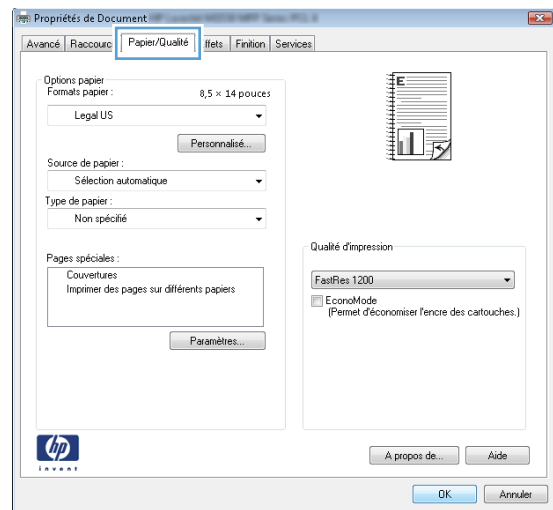 Propriétés de Document
Avancé Raccourc Papier/Qualité ffets Finition Services
Options papier
Formats papier : 8,5 × 14 pouces
Legal US
Personnalisé...
Source de papier :
Sélection automatique
Type de papier :
Non spécifié
Pages spéciales :
Couvertures
Imprimer des pages sur différents papiers
Paramètres...
E
Qualité d'impression
FastRes 1200
EconoMode
(Permet d'économiser l'encre des cartouches.)
hp
invent
A propos de... Aide
OK Annuler